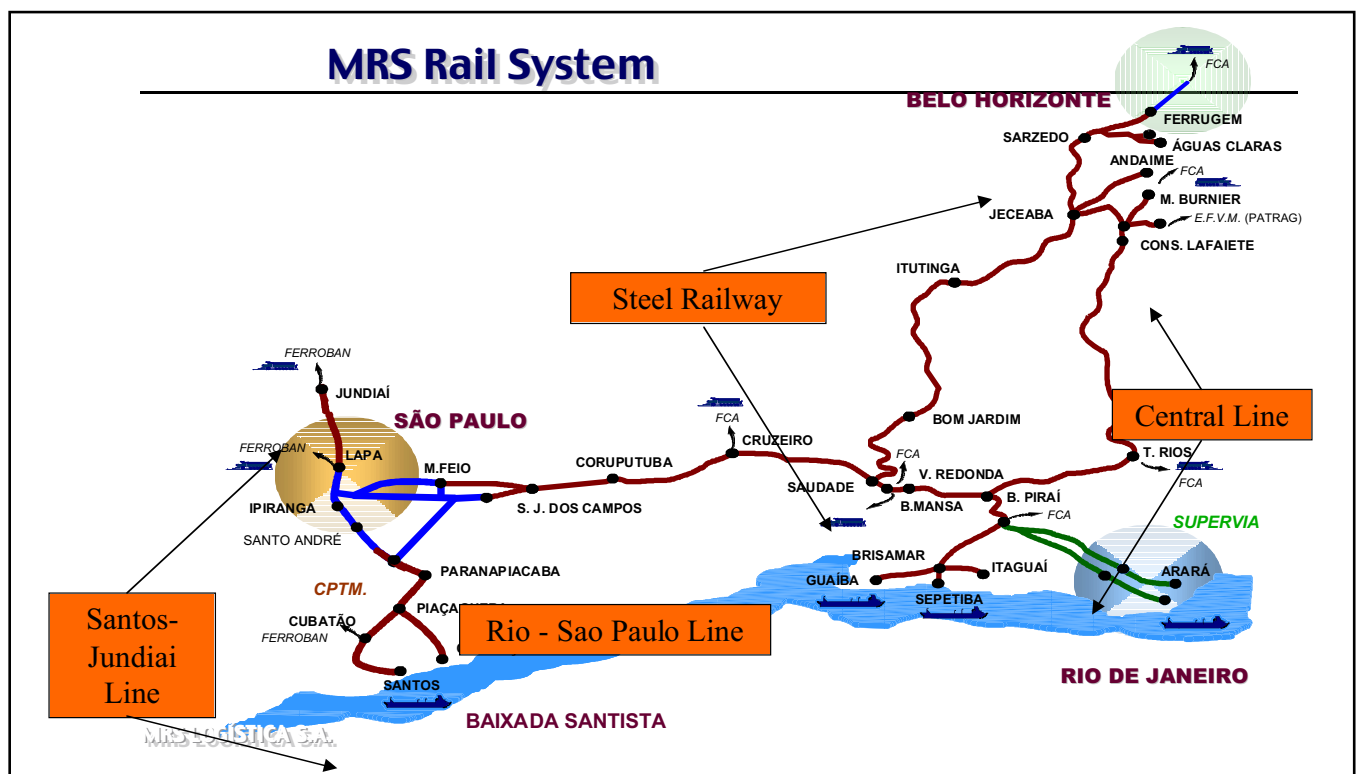 MRS Rail System
FCA
BELO HORIZONTE
FERRUGEM
SARZEDO
ÁGUAS CLARAS
ANDAIME
FCA
M. BURNIER
JECEABA
E.F.V.M. (PATRAG)
CONS. LAFAIETE
ITUTINGA
Steel Railway
FERROBAN
JUNDIAÍ
SÃO PAULO
FCA
BOM JARDIM
Central Line
CRUZEIRO
FERROBAN
LAPA
M.FEIO
CORUPUTUBA
FCA
T. RIOS
FCA
SAUDADE
V. REDONDA
B.MANSA
B. PIRAÍ
IPIRANGA
S. J. DOS CAMPOS
FCA
SUPERVIA
SANTO ANDRÉ
BRISAMAR
ITAGUAÍ
ARARÁ
GUAÍBA
SEPETIBA
PARANAPIACABA
CPTM.
Santos-
Jundiai
Line
CUBATÃO
FERROBAN
Rio - Sao Paulo Line
SANTOS
RIO DE JANEIRO
BAIXADA SANTISTA
MRS LOGÍSTICA S.A.